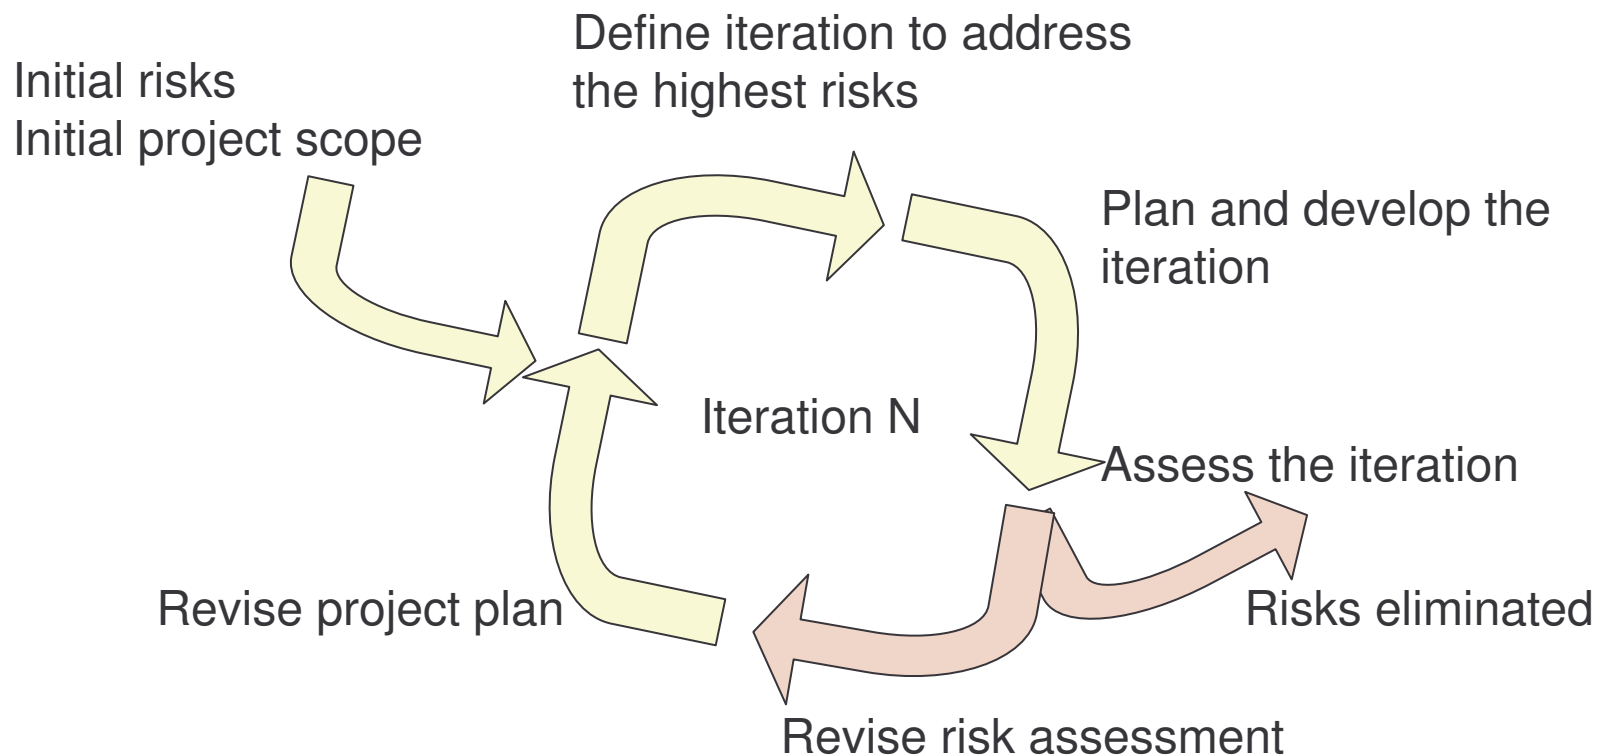 Define iteration to address
the highest risks
Initial risks
Initial project scope
Plan and develop the
iteration
Iteration N
Assess the iteration
Revise project plan
Risks eliminated
Revise risk assessment